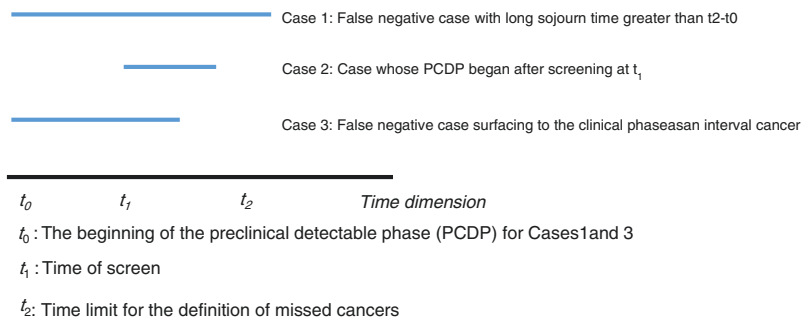 Case 1: False negative case with long sojourn time greater than t2-t0
Case 2: Case whose PCDP began after screening at t₁
Case 3: False negative case surfacing to the clinical phaseasan interval cancer
t₀ t₁ t₂ Time dimension
t₀ : The beginning of the preclinical detectable phase (PCDP) for Cases1and 3
t₁ : Time of screen
t₂: Time limit for the definition of missed cancers